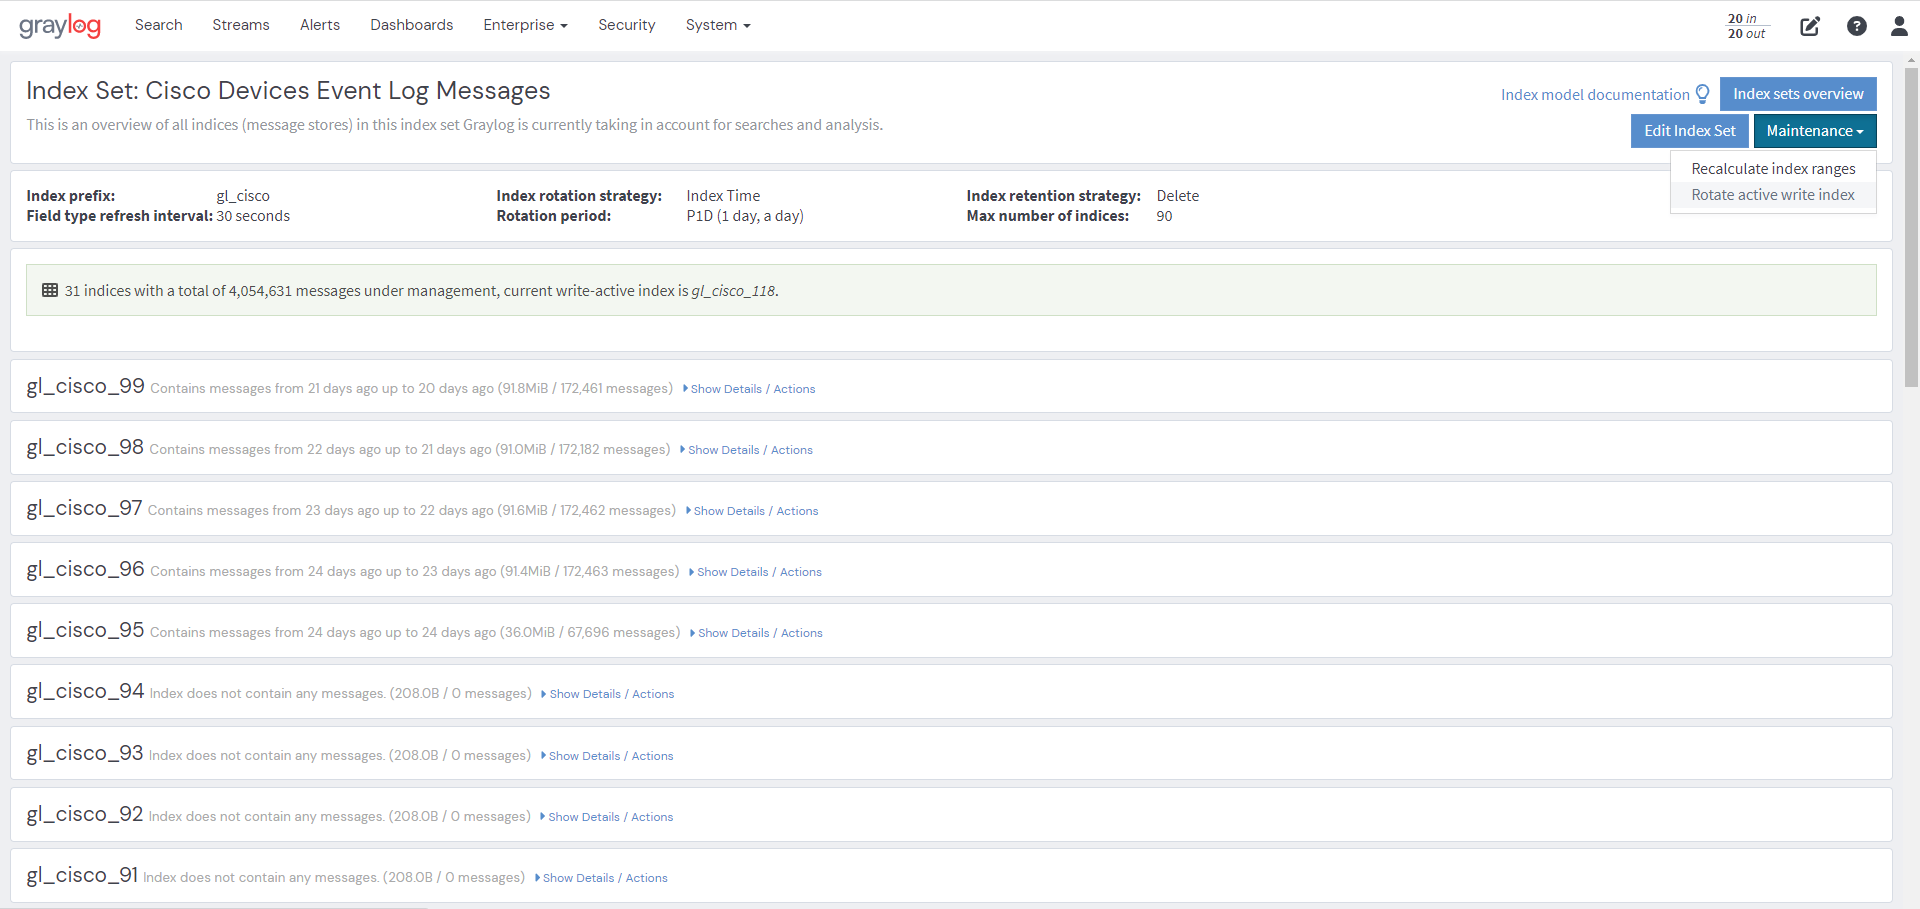 graylog Search Streams Alerts Dashboards Enterprise Security System 20 in
20 out
Index Set: Cisco Devices Event Log Messages
This is an overview of all indices (message stores) in this index set Graylog is currently taking in account for searches and analysis.
Index model documentation Index sets overview
Edit Index Set Maintenance
Recalculate index ranges
Rotate active write index
Index prefix: gl_cisco Index rotation strategy: Index Time Index retention strategy: Delete
Field type refresh interval: 30 seconds Rotation period: P1D (1 day, a day) Max number of indices: 90
31 indices with a total of 4,054,631 messages under management, current write-active index is gl_cisco_118.
gl_cisco_99 Contains messages from 21 days ago up to 20 days ago (91.8MiB / 172,461 messages) Show Details / Actions
gl_cisco_98 Contains messages from 22 days ago up to 21 days ago (91.0MiB / 172,182 messages) Show Details / Actions
gl_cisco_97 Contains messages from 23 days ago up to 22 days ago (91.6MiB / 172,462 messages) Show Details / Actions
gl_cisco_96 Contains messages from 24 days ago up to 23 days ago (91.4MiB / 172,463 messages) Show Details / Actions
gl_cisco_95 Contains messages from 24 days ago up to 24 days ago (36.0MiB / 67,696 messages) Show Details / Actions
gl_cisco_94 Index does not contain any messages. (208.0B / 0 messages) Show Details / Actions
gl_cisco_93 Index does not contain any messages. (208.0B / 0 messages) Show Details / Actions
gl_cisco_92 Index does not contain any messages. (208.0B / 0 messages) Show Details / Actions
gl_cisco_91 Index does not contain any messages. (208.0B / 0 messages) Show Details / Actions